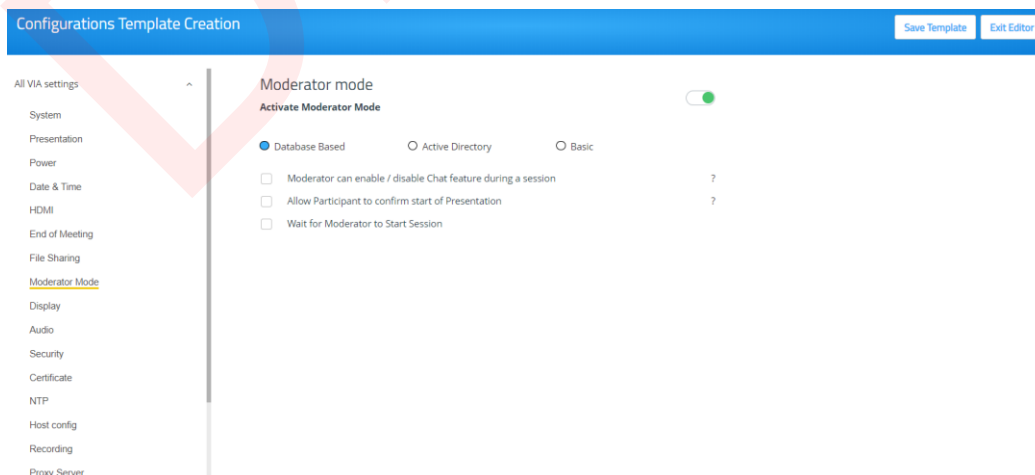 Configurations Template Creation
Save Template
Exit Editor
All VIA settings
System
Presentation
Power
Date & Time
HDMI
End of Meeting
File Sharing
Moderator Mode
Display
Audio
Security
Certificate
NTP
Host config
Recording
Proxy Server
Moderator mode
Activate Moderator Mode
Database Based
Active Directory
Basic
Moderator can enable / disable Chat feature during a session ?
Allow Participant to confirm start of Presentation ?
Wait for Moderator to Start Session